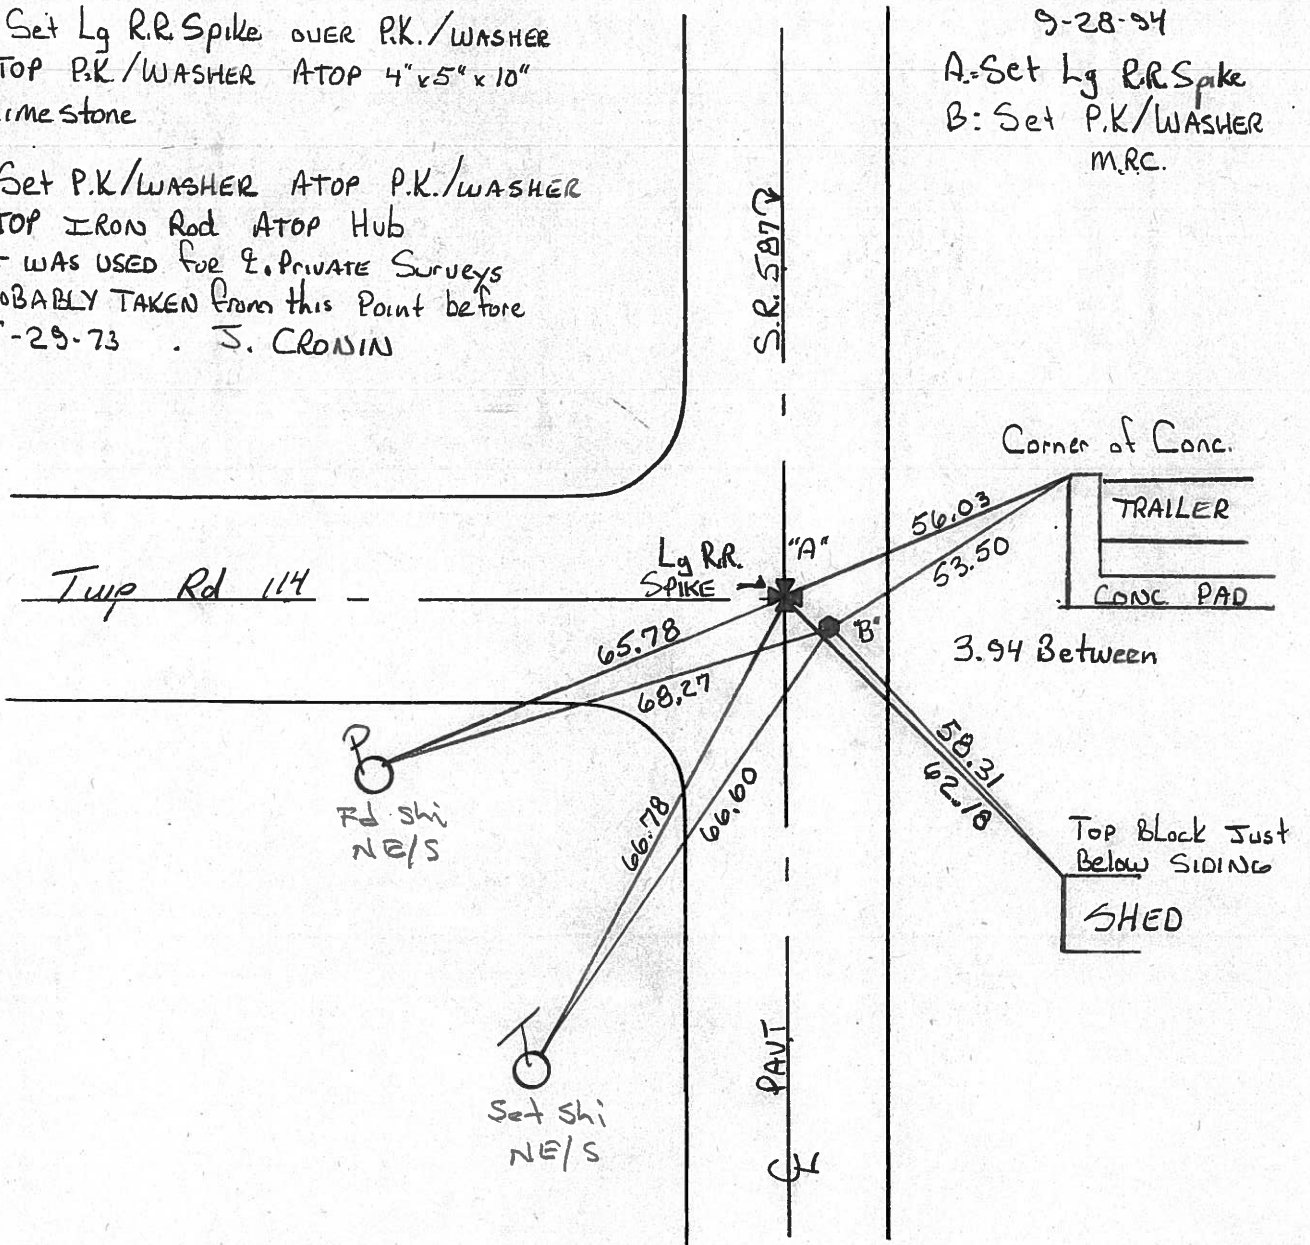 Set Lg R.R. Spike OVER P.K./WASHER
TOP P.K/WASHER ATOP 4"x5"x10"
imestone
Set P.K/WASHER ATOP P.K./WASHER
TOP IRON Rod ATOP Hub
WAS USED for ℄. PrivATE Surveys
OBABLY TAKEN from this Point before
-29-73 . J. CRONIN
9-28-94
A.=Set Lg R.R Spike
B: Set P.K/WASHER
M.R.C.
S.R. 587
Corner of Conc.
TRAILER
CONC PAD
56.03
53.50
"A"
Lg R.R.
SPIKE
Twp Rd 114
"B"
3.94 Between
65.78
68.27
58.31
62.18
P
Fd Shi
NE/S
66.78
66.60
Top Block Just
Below SIDING
SHED
Set Shi
NE/S
PAVT
℄